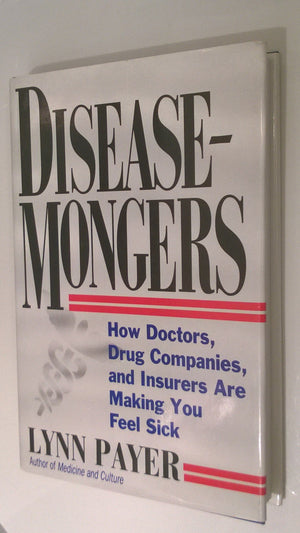 DISEASE-
MONGERS
How Doctors,
Drug Companies,
and Insurers Are
Making You
Feel Sick
LYNN PAYER
Author of Medicine and Culture